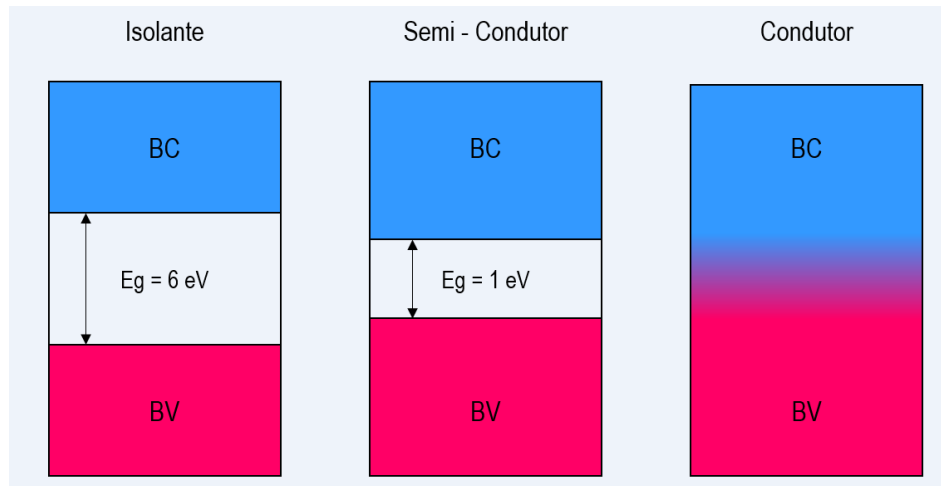 Isolante
Semi - Condutor
Condutor
BC
BC
BC
Eg = 6 eV
Eg = 1 eV
BV
BV
BV